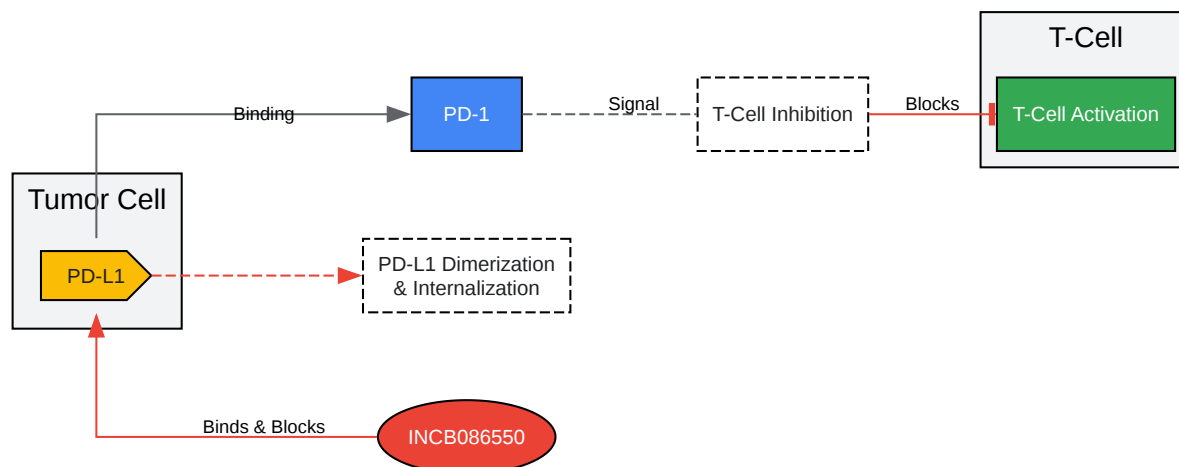 T-Cell
Binding
PD-1
Signal
T-Cell Inhibition
Blocks
T-Cell Activation
Tumor Cell
PD-L1
PD-L1 Dimerization
& Internalization
Binds & Blocks
INCB086550